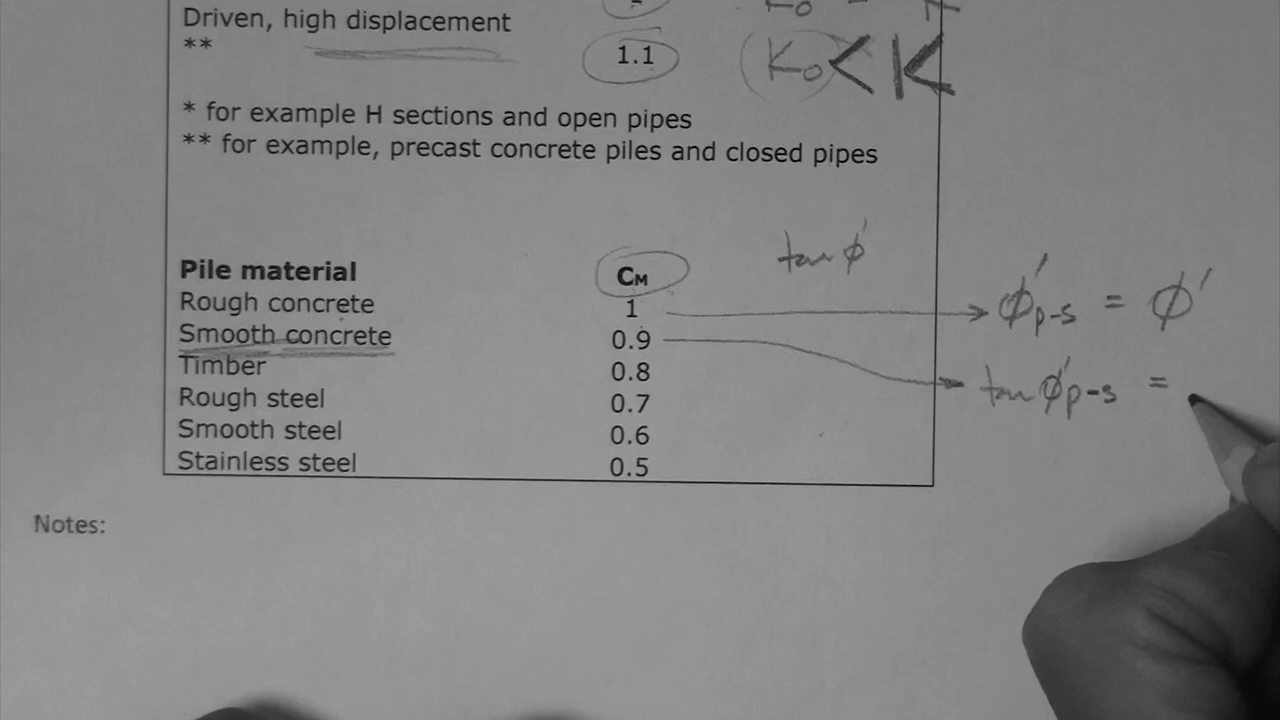 Driven, high displacement
** 1.1 K₀ < K
* for example H sections and open pipes
** for example, precast concrete piles and closed pipes
tan ϕ'
Pile material CM
Rough concrete 1 ϕ'p-s = ϕ'
Smooth concrete 0.9 tan ϕ'p-s =
Timber 0.8
Rough steel 0.7
Smooth steel 0.6
Stainless steel 0.5
Notes: